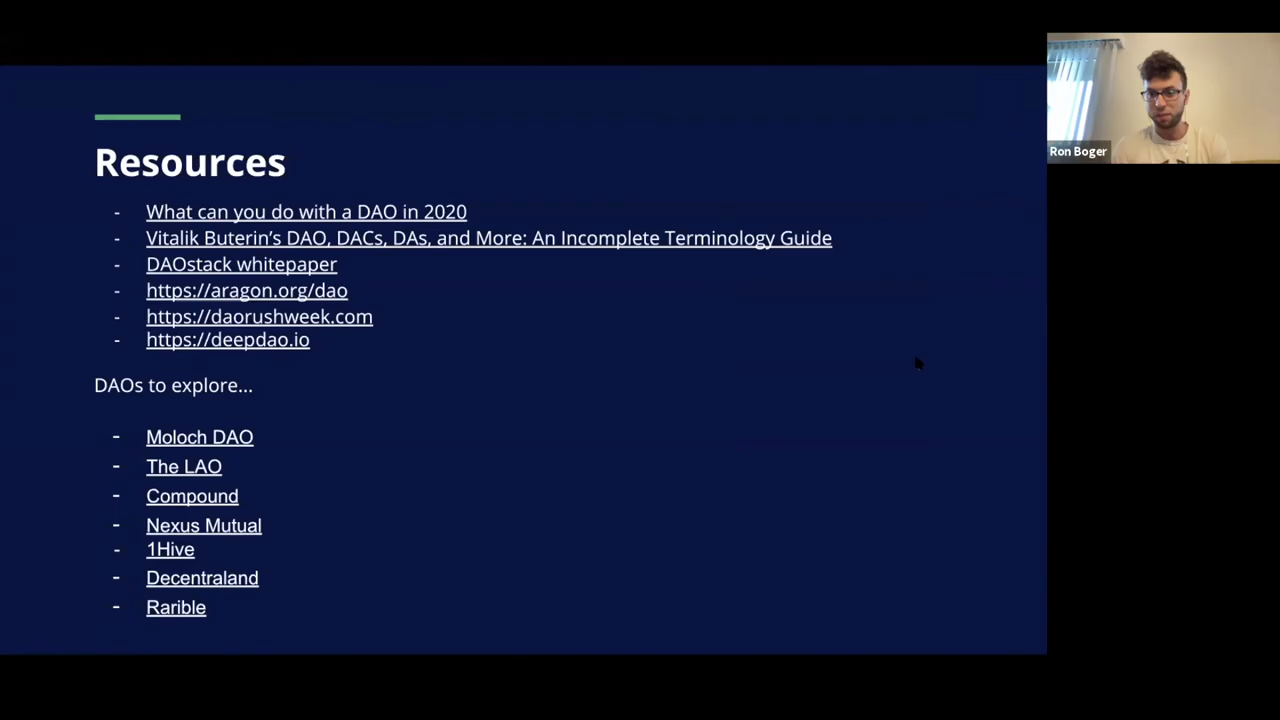 Resources
- What can you do with a DAO in 2020
- Vitalik Buterin’s DAO, DACs, DAs, and More: An Incomplete Terminology Guide
- DAOstack whitepaper
- https://aragon.org/dao
- https://daorushweek.com
- https://deepdao.io
DAOs to explore...
- Moloch DAO
- The LAO
- Compound
- Nexus Mutual
- 1Hive
- Decentraland
- Rarible
Ron Boger